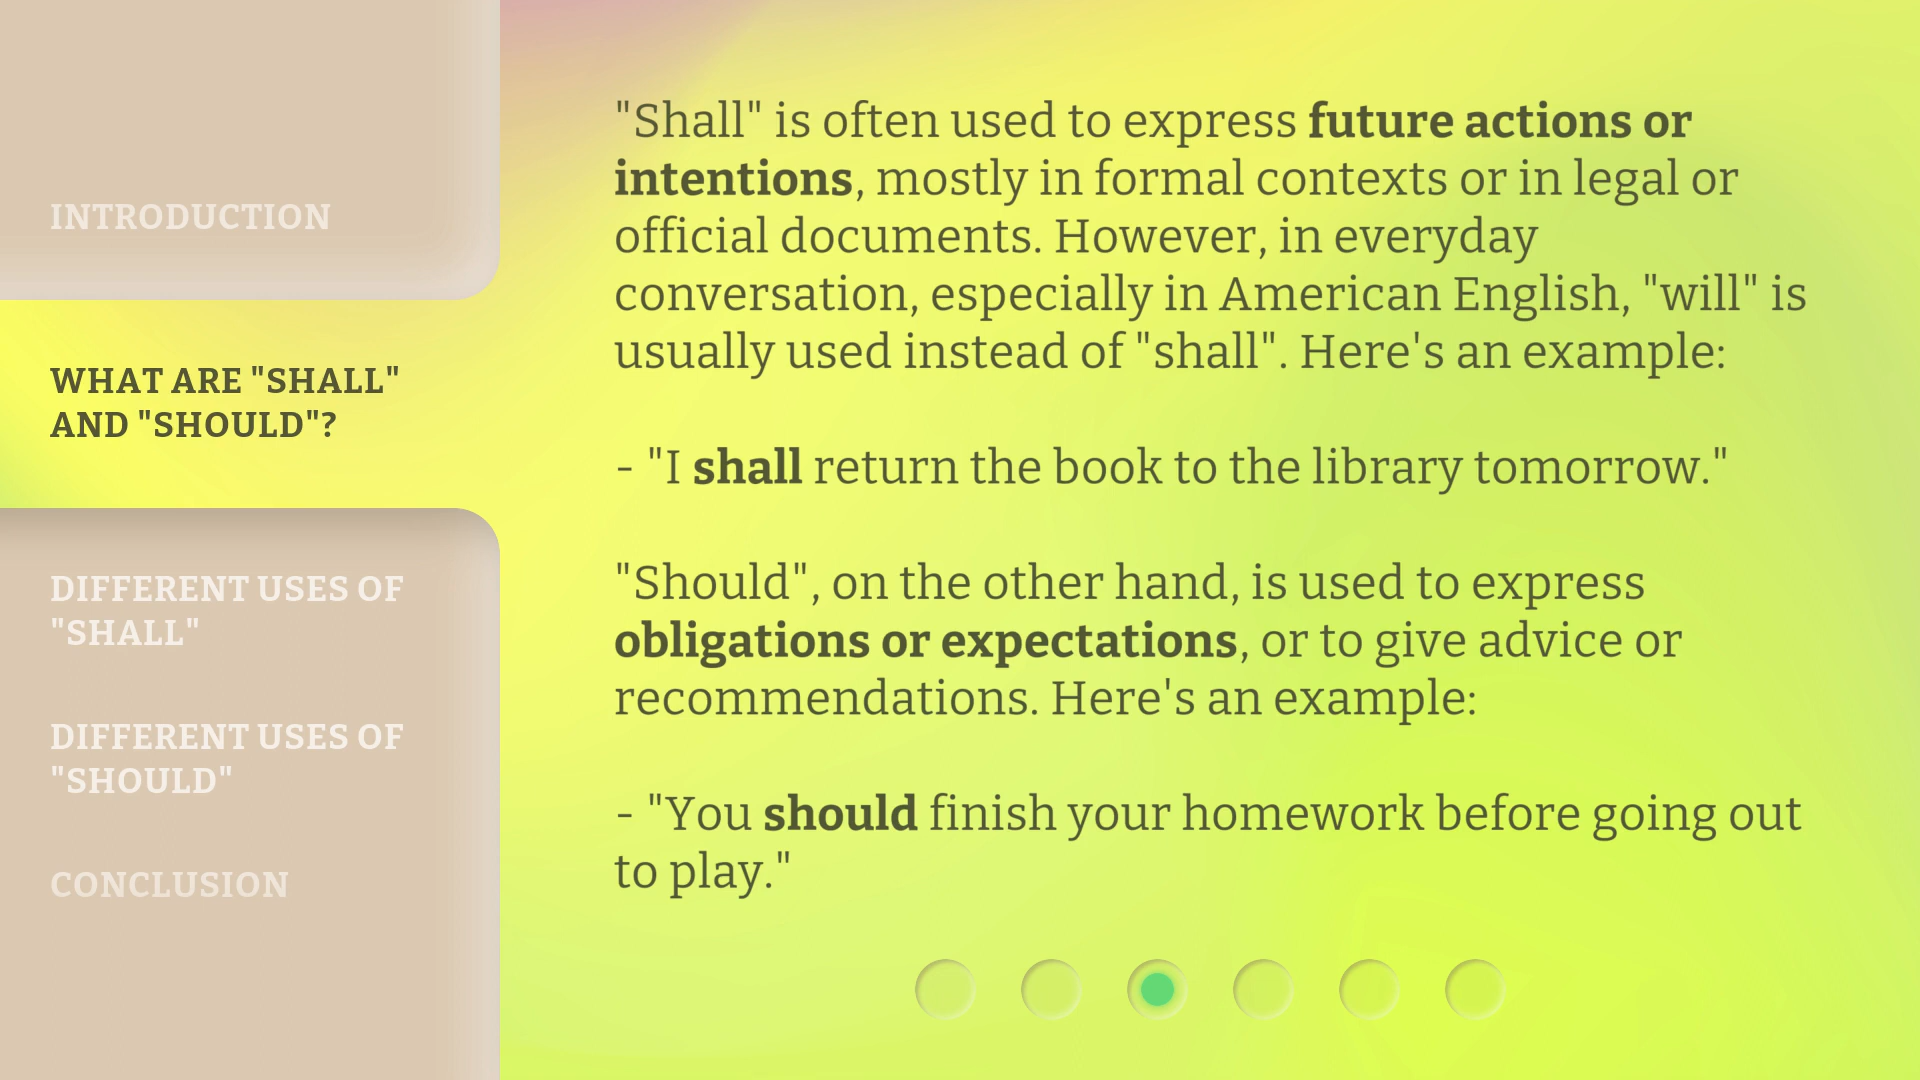 INTRODUCTION
WHAT ARE "SHALL"
AND "SHOULD"?
DIFFERENT USES OF
"SHALL"
DIFFERENT USES OF
"SHOULD"
CONCLUSION
"Shall" is often used to express future actions or
intentions, mostly in formal contexts or in legal or
official documents. However, in everyday
conversation, especially in American English, "will" is
usually used instead of "shall". Here's an example:
- "I shall return the book to the library tomorrow."
"Should", on the other hand, is used to express
obligations or expectations, or to give advice or
recommendations. Here's an example:
- "You should finish your homework before going out
to play."